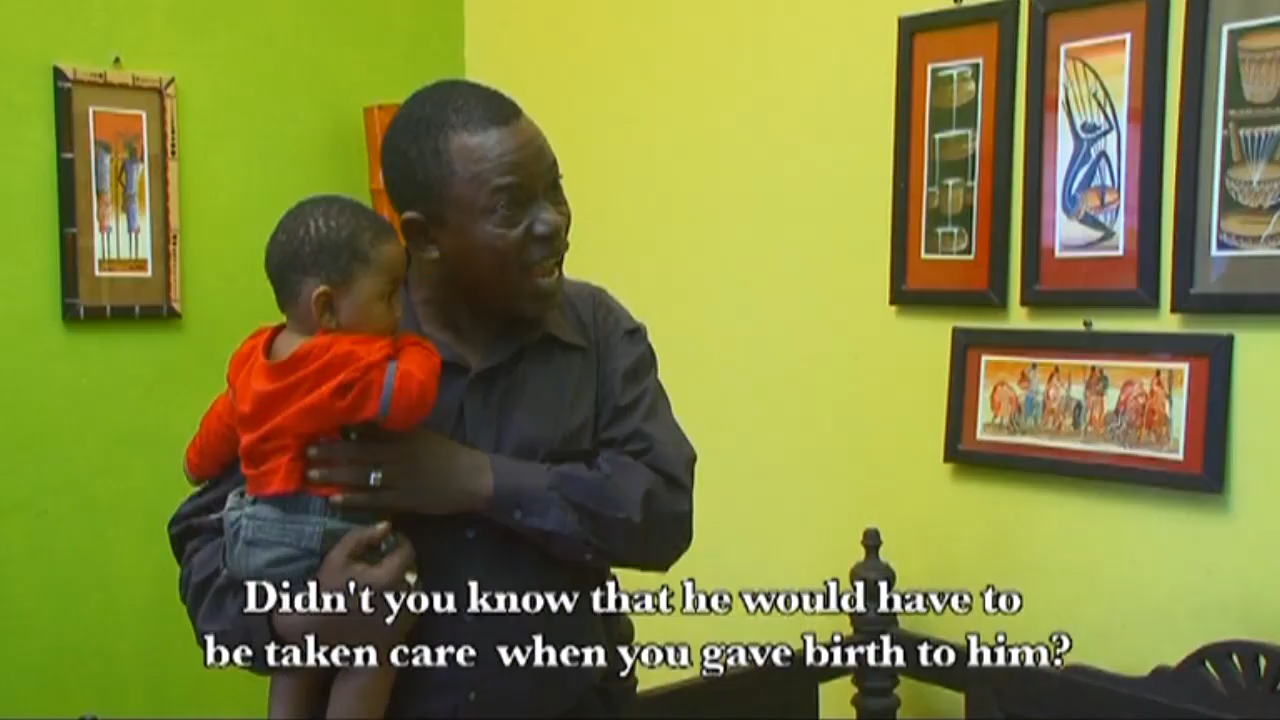 Didn't you know that he would have to
be taken care  when you gave birth to him?